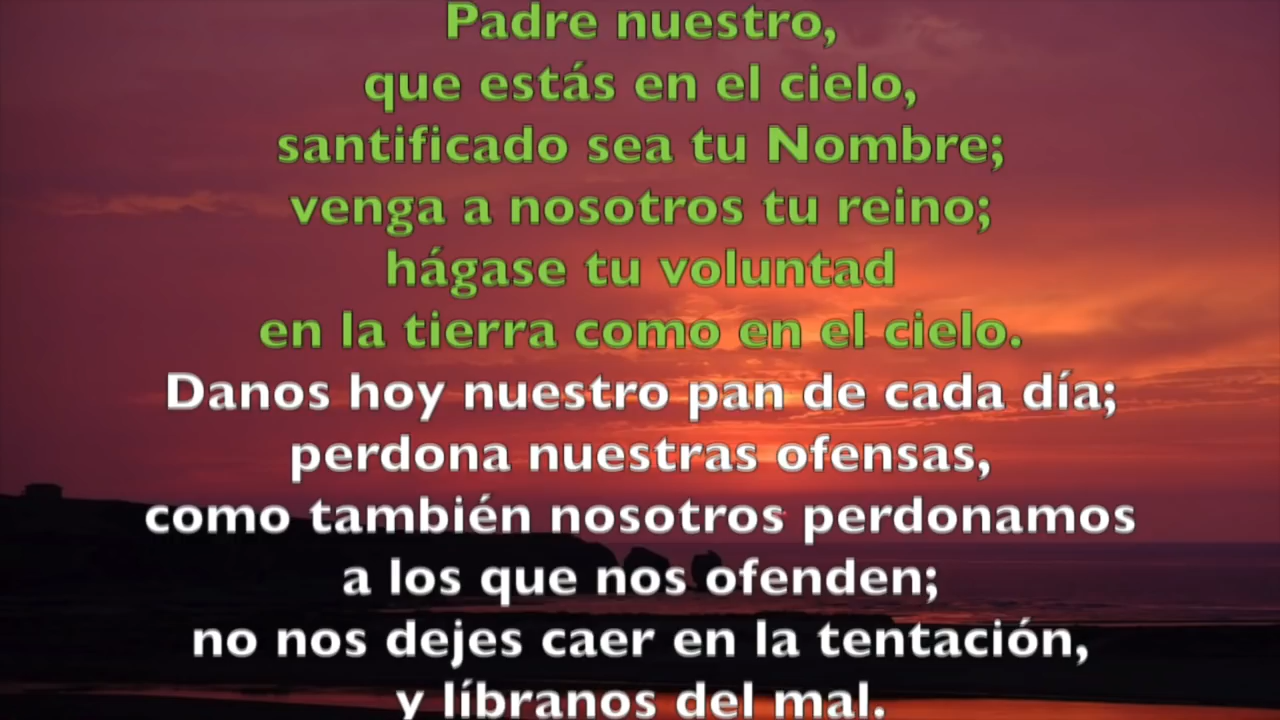 Padre nuestro,
que estás en el cielo,
santificado sea tu Nombre;
venga a nosotros tu reino;
hágase tu voluntad
en la tierra como en el cielo.
Danos hoy nuestro pan de cada día;
perdona nuestras ofensas,
como también nosotros perdonamos
a los que nos ofenden;
no nos dejes caer en la tentación,
y líbranos del mal.